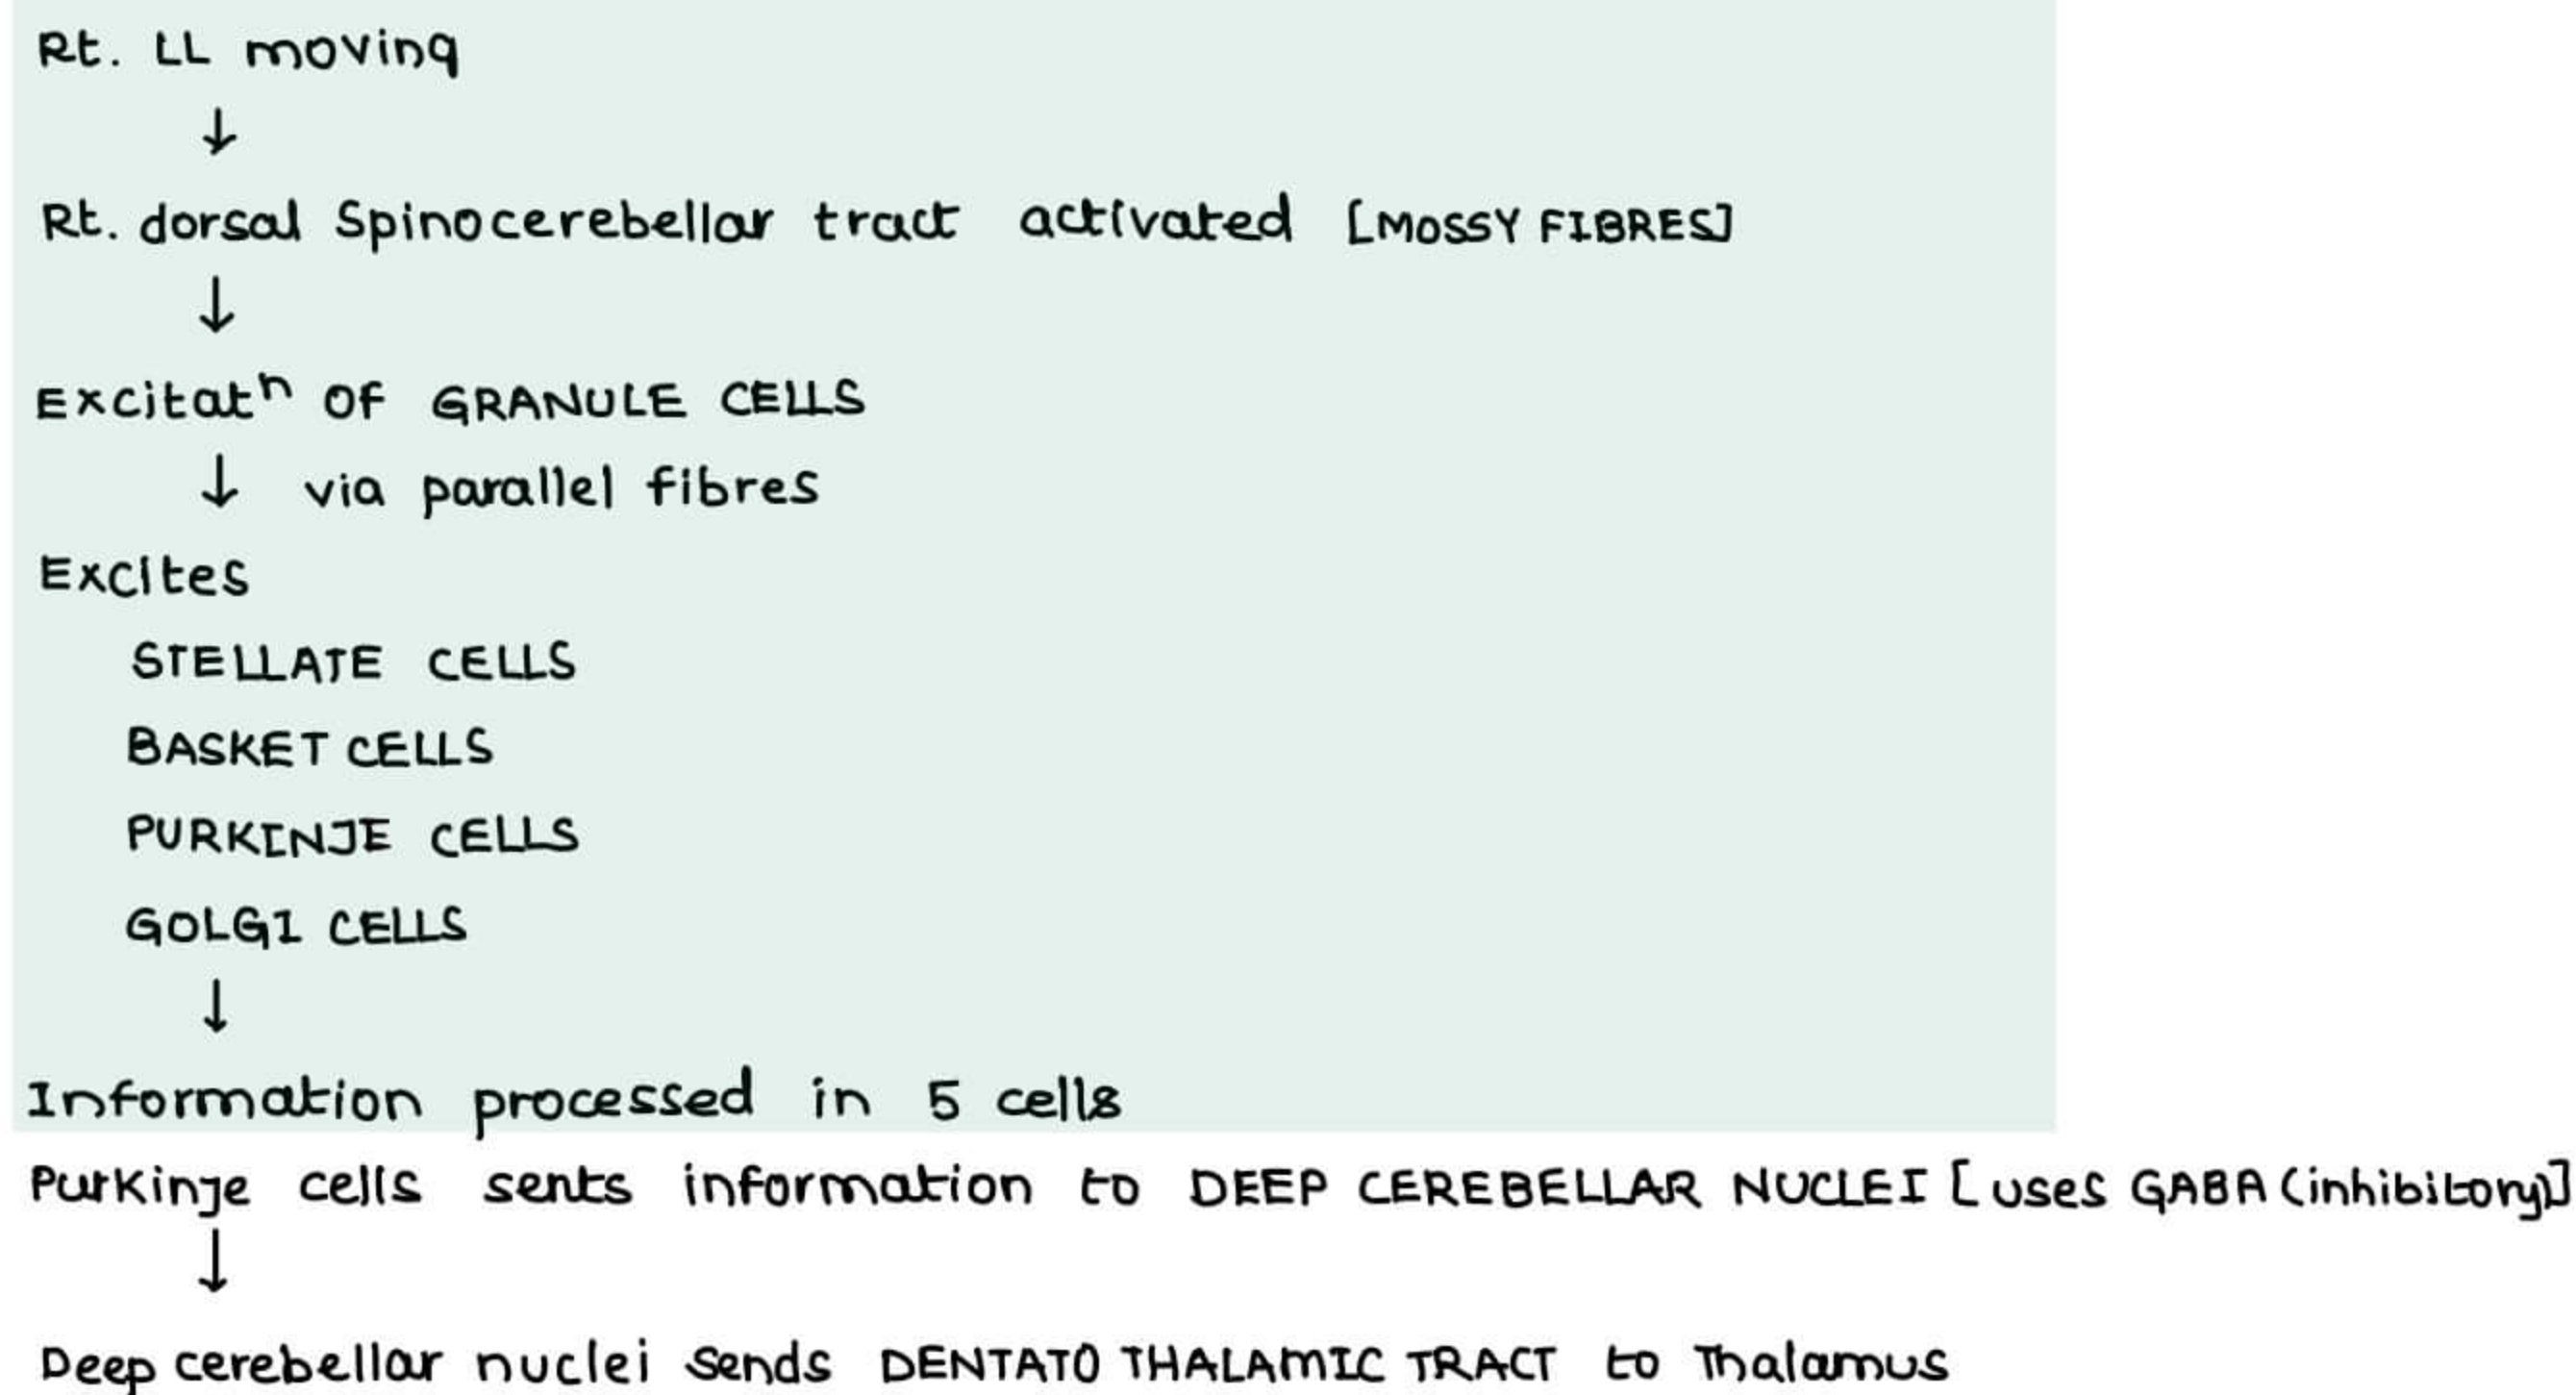 Rt. LL moving
↓
Rt. dorsal Spinocerebellar tract activated [MOSSY FIBRES]
↓
Excitatⁿ OF GRANULE CELLS
↓ via parallel fibres
Excites
STELLATE CELLS
BASKET CELLS
PURKINJE CELLS
GOLGI CELLS
↓
Information processed in 5 cells
Purkinje cells sents information to DEEP CEREBELLAR NUCLEI [uses GABA (inhibitory)]
↓
Deep cerebellar nuclei sends DENTATO THALAMIC TRACT to Thalamus